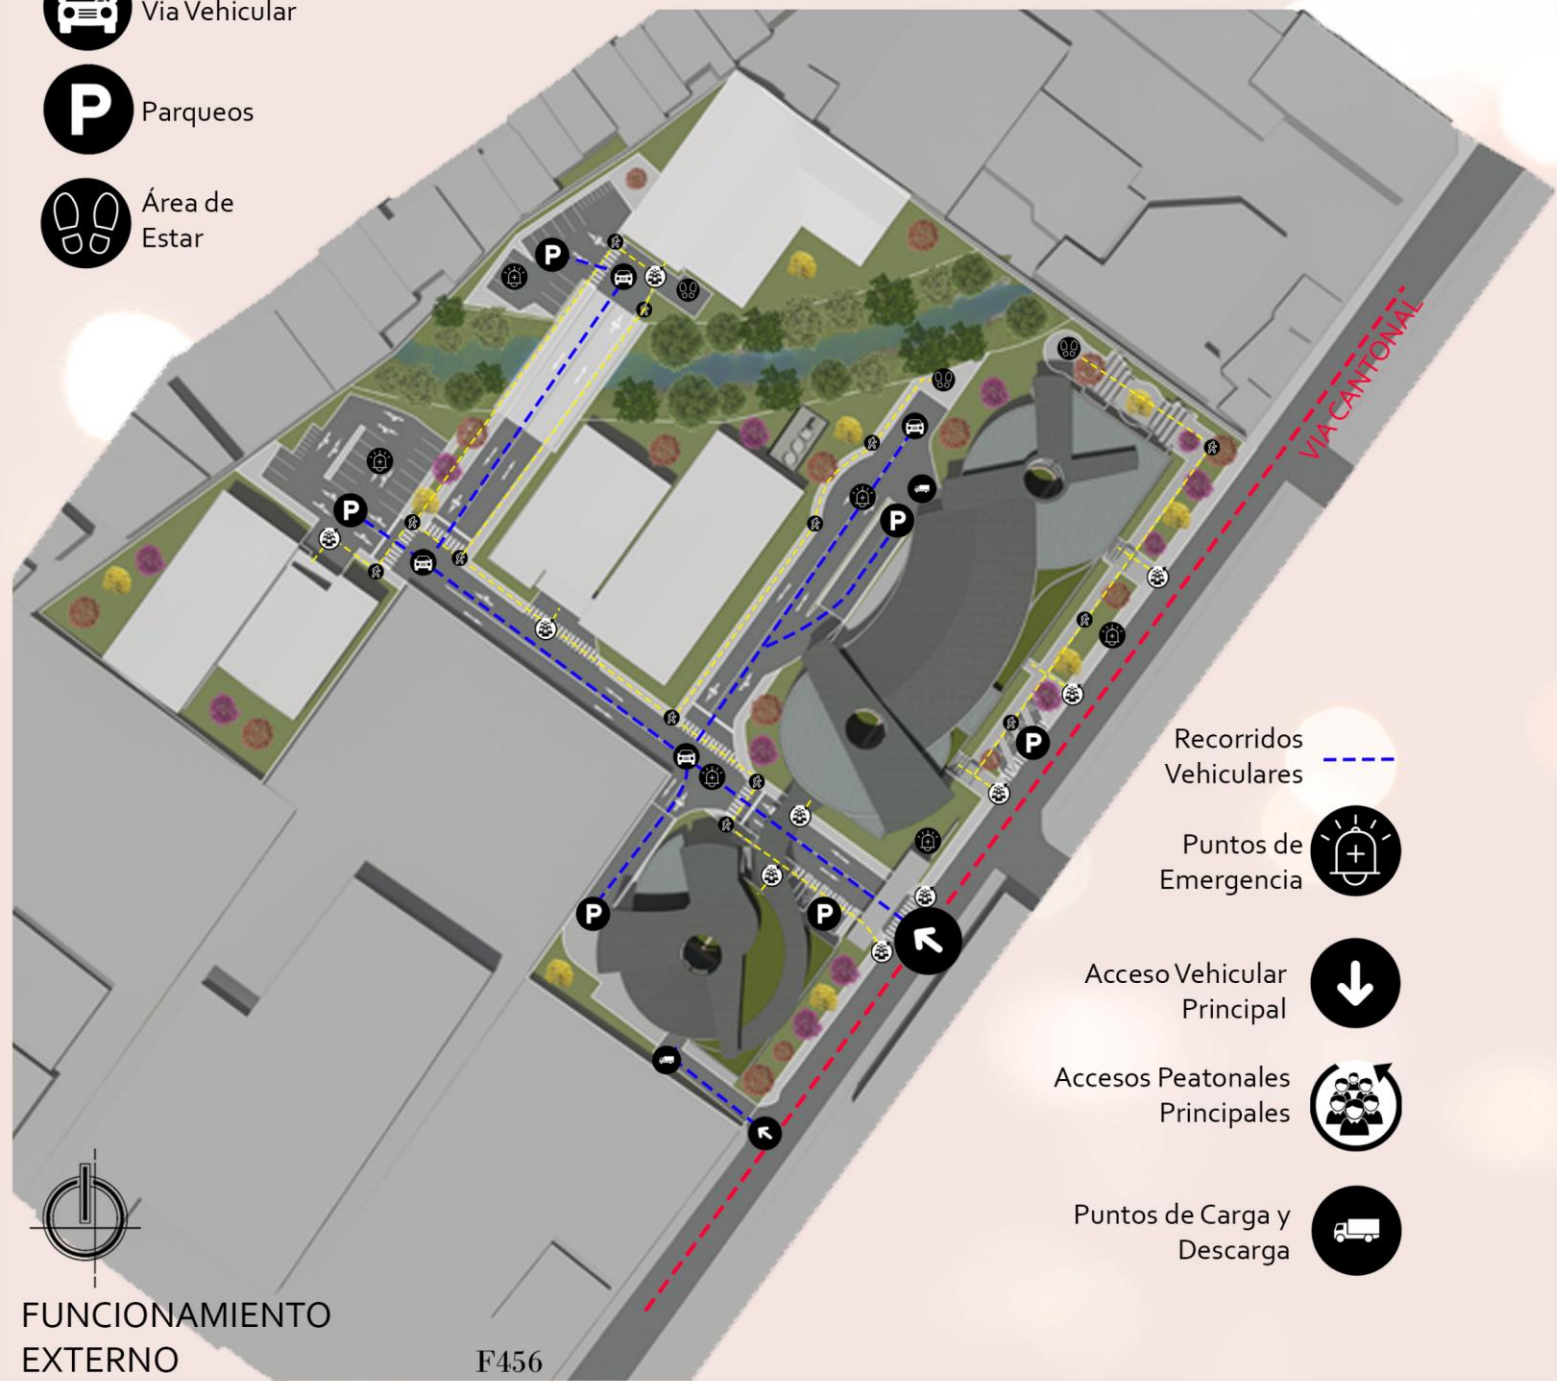 Via Vehicular
P
Parqueos
Área de
Estar
P
P
P
VIA CANTONAL
P
P
P
Recorridos
Vehiculares
Puntos de
Emergencia
Acceso Vehicular
Principal
Accesos Peatonales
Principales
Puntos de Carga y
Descarga
FUNCIONAMIENTO
EXTERNO
F456